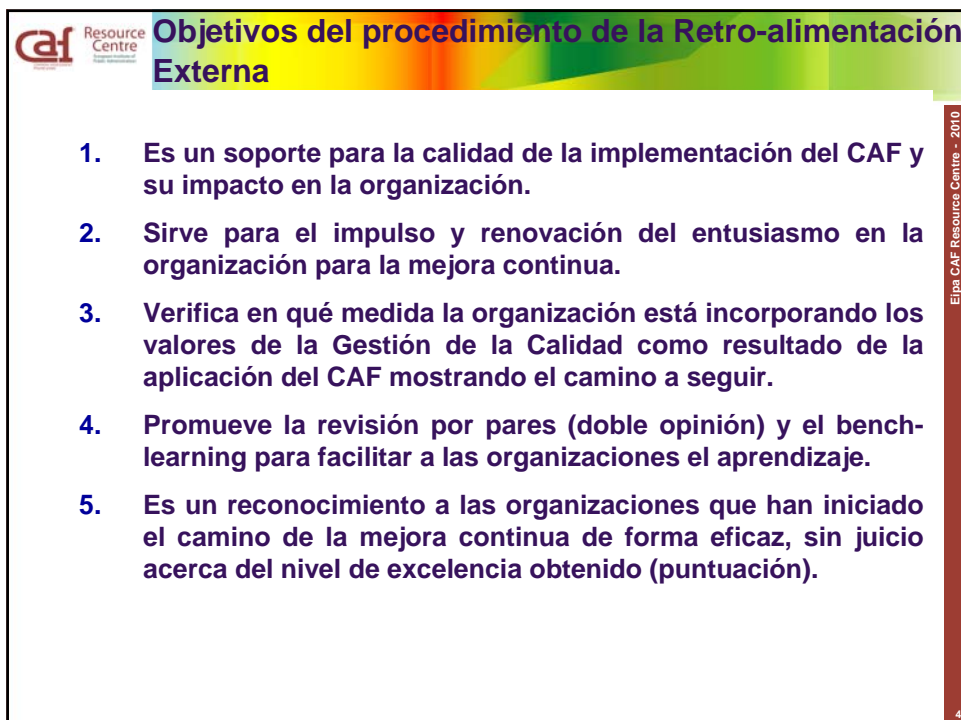 caf Resource Centre
European Institute of
Public Administration
Objetivos del procedimiento de la Retro-alimentación
Externa
1. Es un soporte para la calidad de la implementación del CAF y
su impacto en la organización.
2. Sirve para el impulso y renovación del entusiasmo en la
organización para la mejora continua.
3. Verifica en qué medida la organización está incorporando los
valores de la Gestión de la Calidad como resultado de la
aplicación del CAF mostrando el camino a seguir.
4. Promueve la revisión por pares (doble opinión) y el bench-
learning para facilitar a las organizaciones el aprendizaje.
5. Es un reconocimiento a las organizaciones que han iniciado
el camino de la mejora continua de forma eficaz, sin juicio
acerca del nivel de excelencia obtenido (puntuación).
Eipa CAF Resource Centre - 2010
4